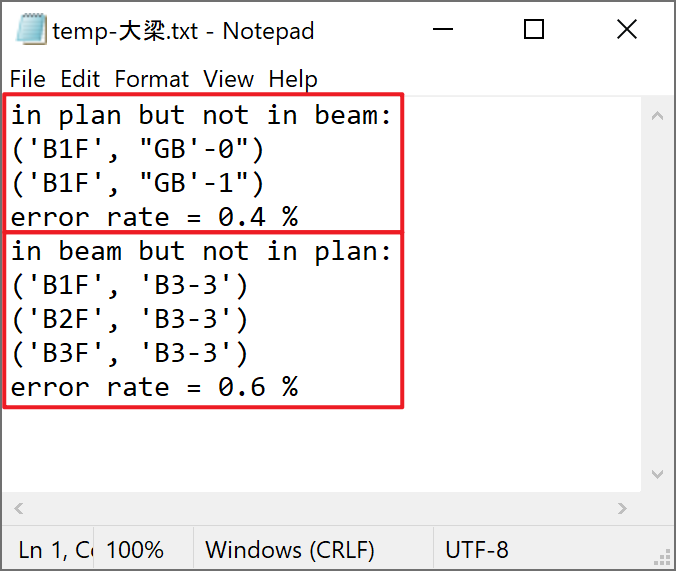 temp-大梁.txt - Notepad
File Edit Format View Help
in plan but not in beam:
('B1F', "GB'-0")
('B1F', "GB'-1")
error rate = 0.4 %
in beam but not in plan:
('B1F', 'B3-3')
('B2F', 'B3-3')
('B3F', 'B3-3')
error rate = 0.6 %
Ln 1, C 100% Windows (CRLF) UTF-8